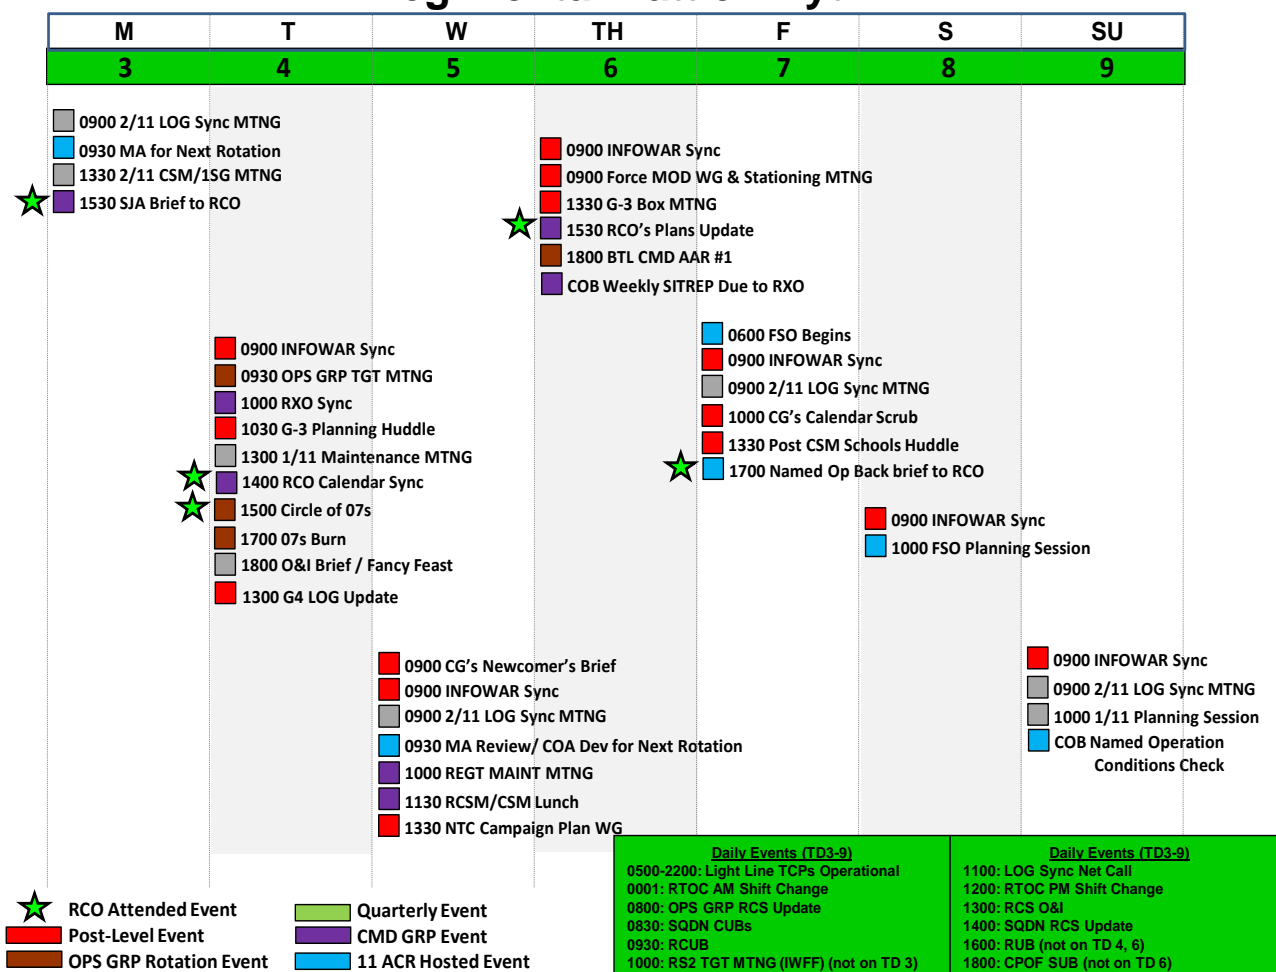 M T W TH F S SU
3 4 5 6 7 8 9
0900 2/11 LOG Sync MTNG
0930 MA for Next Rotation
1330 2/11 CSM/1SG MTNG
1530 SJA Brief to RCO
0900 INFOWAR Sync
0930 OPS GRP TGT MTNG
1000 RXO Sync
1030 G-3 Planning Huddle
1300 1/11 Maintenance MTNG
1400 RCO Calendar Sync
1500 Circle of 07s
1700 07s Burn
1800 O&I Brief / Fancy Feast
1300 G4 LOG Update
0900 CG's Newcomer's Brief
0900 INFOWAR Sync
0900 2/11 LOG Sync MTNG
0930 MA Review/ COA Dev for Next Rotation
1000 REGT MAINT MTNG
1130 RCSM/CSM Lunch
1330 NTC Campaign Plan WG
0900 INFOWAR Sync
0900 Force MOD WG & Stationing MTNG
1330 G-3 Box MTNG
1530 RCO's Plans Update
1800 BTL CMD AAR #1
COB Weekly SITREP Due to RXO
0600 FSO Begins
0900 INFOWAR Sync
0900 2/11 LOG Sync MTNG
1000 CG's Calendar Scrub
1330 Post CSM Schools Huddle
1700 Named Op Back brief to RCO
0900 INFOWAR Sync
1000 FSO Planning Session
0900 INFOWAR Sync
0900 2/11 LOG Sync MTNG
1000 1/11 Planning Session
COB Named Operation
Conditions Check
Daily Events (TD3-9)
0500-2200: Light Line TCPs Operational
0001: RTOC AM Shift Change
0800: OPS GRP RCS Update
0830: SQDN CUBs
0930: RCUB
1000: RS2 TGT MTNG (IWFF) (not on TD 3)
Daily Events (TD3-9)
1100: LOG Sync Net Call
1200: RTOC PM Shift Change
1300: RCS O&I
1400: SQDN RCS Update
1600: RUB (not on TD 4, 6)
1800: CPOF SUB (not on TD 6)
RCO Attended Event
Post-Level Event
OPS GRP Rotation Event
Quarterly Event
CMD GRP Event
11 ACR Hosted Event